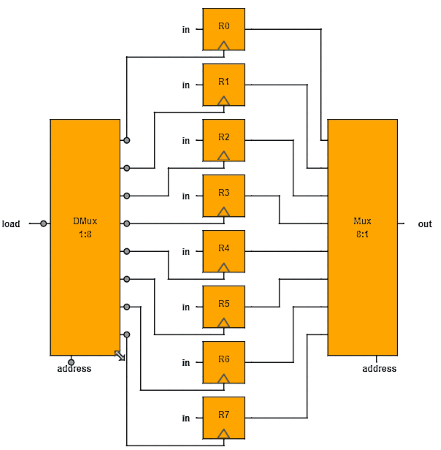 in R0
in R1
in R2
in R3
in R4
in R5
in R6
in R7
load
DMux
1:8
Mux
8:1
out
address
address